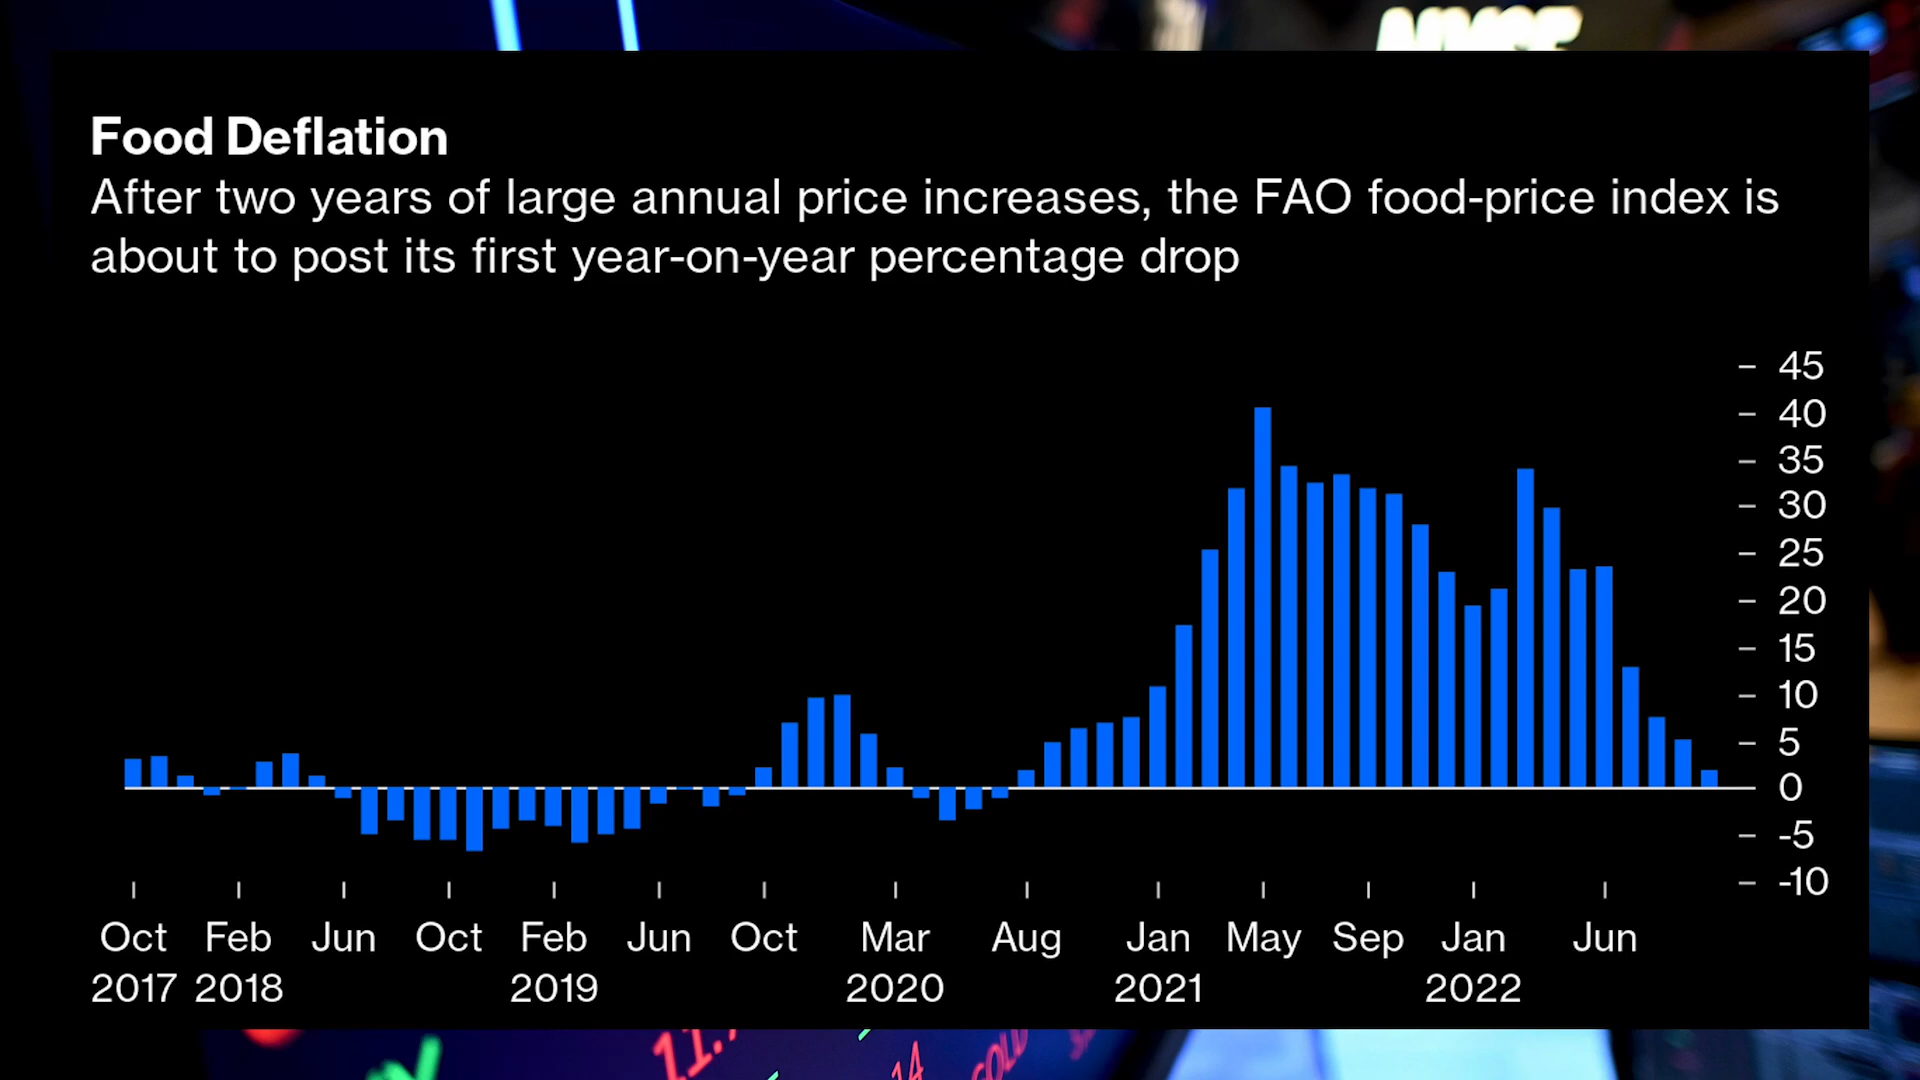 Food Deflation
After two years of large annual price increases, the FAO food-price index is
about to post its first year-on-year percentage drop
45
40
35
30
25
20
15
10
5
0
-5
-10
Oct Feb Jun Oct Feb Jun Oct Mar Aug Jan May Sep Jan Jun
2017 2018 2019 2020 2021 2022
14
GOLD